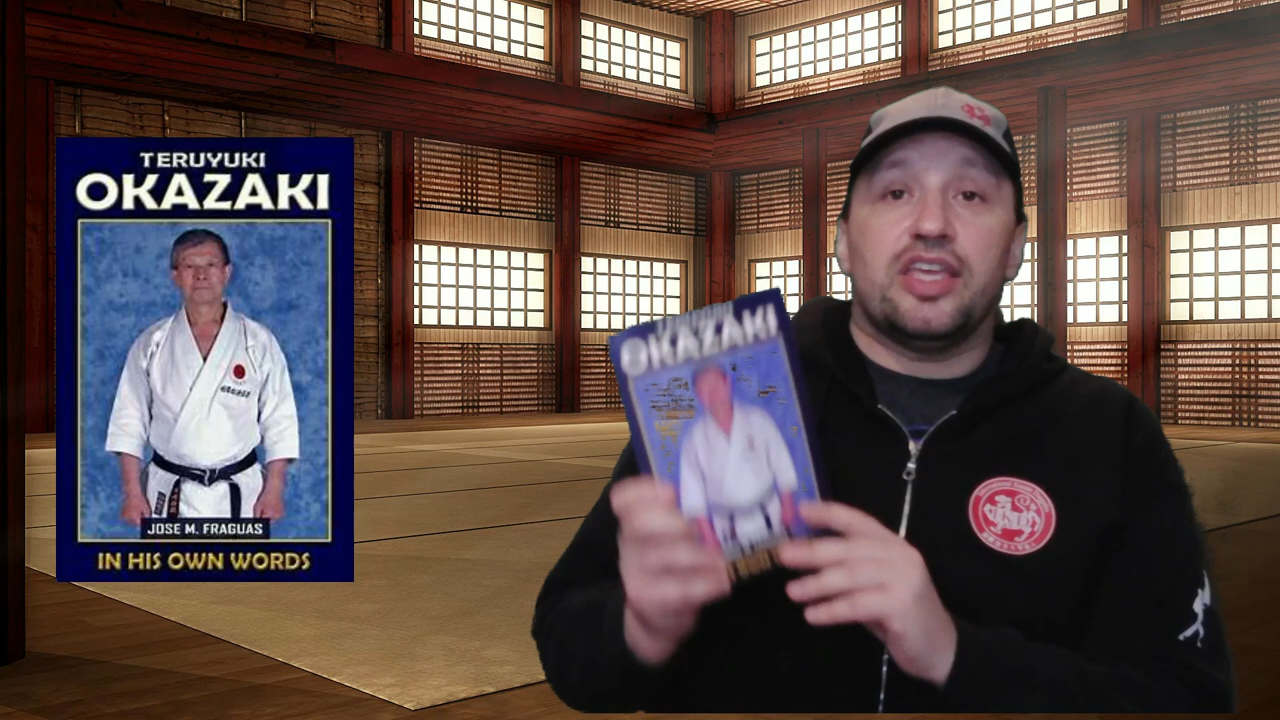 TERUYUKI
OKAZAKI
JOSE M. FRAGUAS
IN HIS OWN WORDS
OKAZAKI